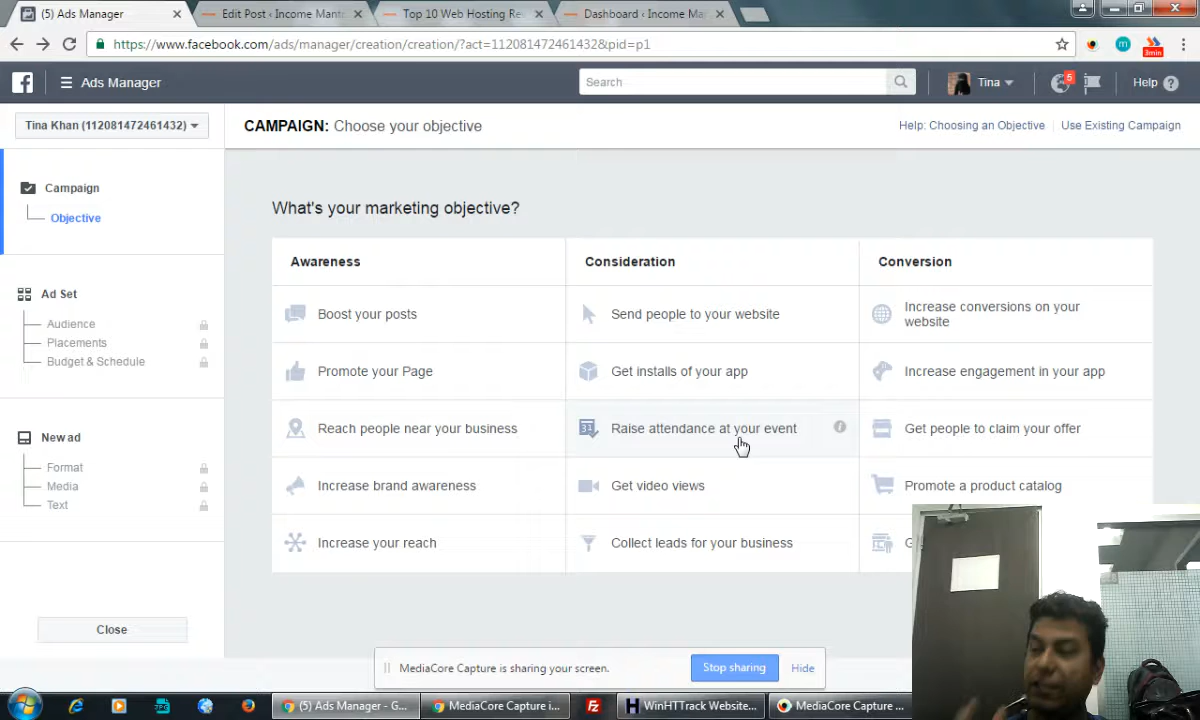 (5) Ads Manager
Edit Post ‹ Income Mant
Top 10 Web Hosting Re
Dashboard ‹ Income Mar
https://www.facebook.com/ads/manager/creation/creation/?act=112081472461432&pid=p1
3min
Ads Manager
Search
Tina
5
Help
Tina Khan (112081472461432)
CAMPAIGN: Choose your objective
Help: Choosing an Objective
Use Existing Campaign
Campaign
Objective
Ad Set
Audience
Placements
Budget & Schedule
New ad
Format
Media
Text
Close
What's your marketing objective?
Awareness
Consideration
Conversion
Boost your posts
Send people to your website
Increase conversions on your
website
Promote your Page
Get installs of your app
Increase engagement in your app
Reach people near your business
31
Raise attendance at your event
Get people to claim your offer
Increase brand awareness
Get video views
Promote a product catalog
Increase your reach
Collect leads for your business
G
MediaCore Capture is sharing your screen.
Stop sharing
Hide
(5) Ads Manager - G...
MediaCore Capture i...
WinHTTrack Website...
MediaCore Capture ...